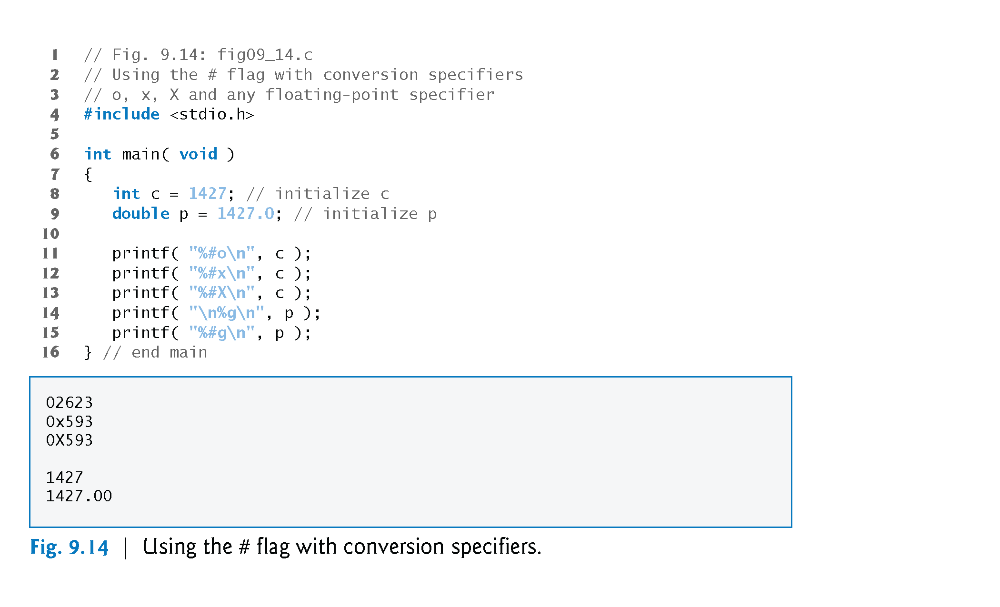 1 // Fig. 9.14: fig09_14.c
2 // Using the # flag with conversion specifiers
3 // o, x, X and any floating-point specifier
4 #include <stdio.h>
5
6 int main( void )
7 {
8    int c = 1427; // initialize c
9    double p = 1427.0; // initialize p
10
11    printf( "%#o\n", c );
12    printf( "%#x\n", c );
13    printf( "%#X\n", c );
14    printf( "\n%g\n", p );
15    printf( "%#g\n", p );
16 } // end main
02623
0x593
0X593
1427
1427.00
Fig. 9.14 | Using the # flag with conversion specifiers.